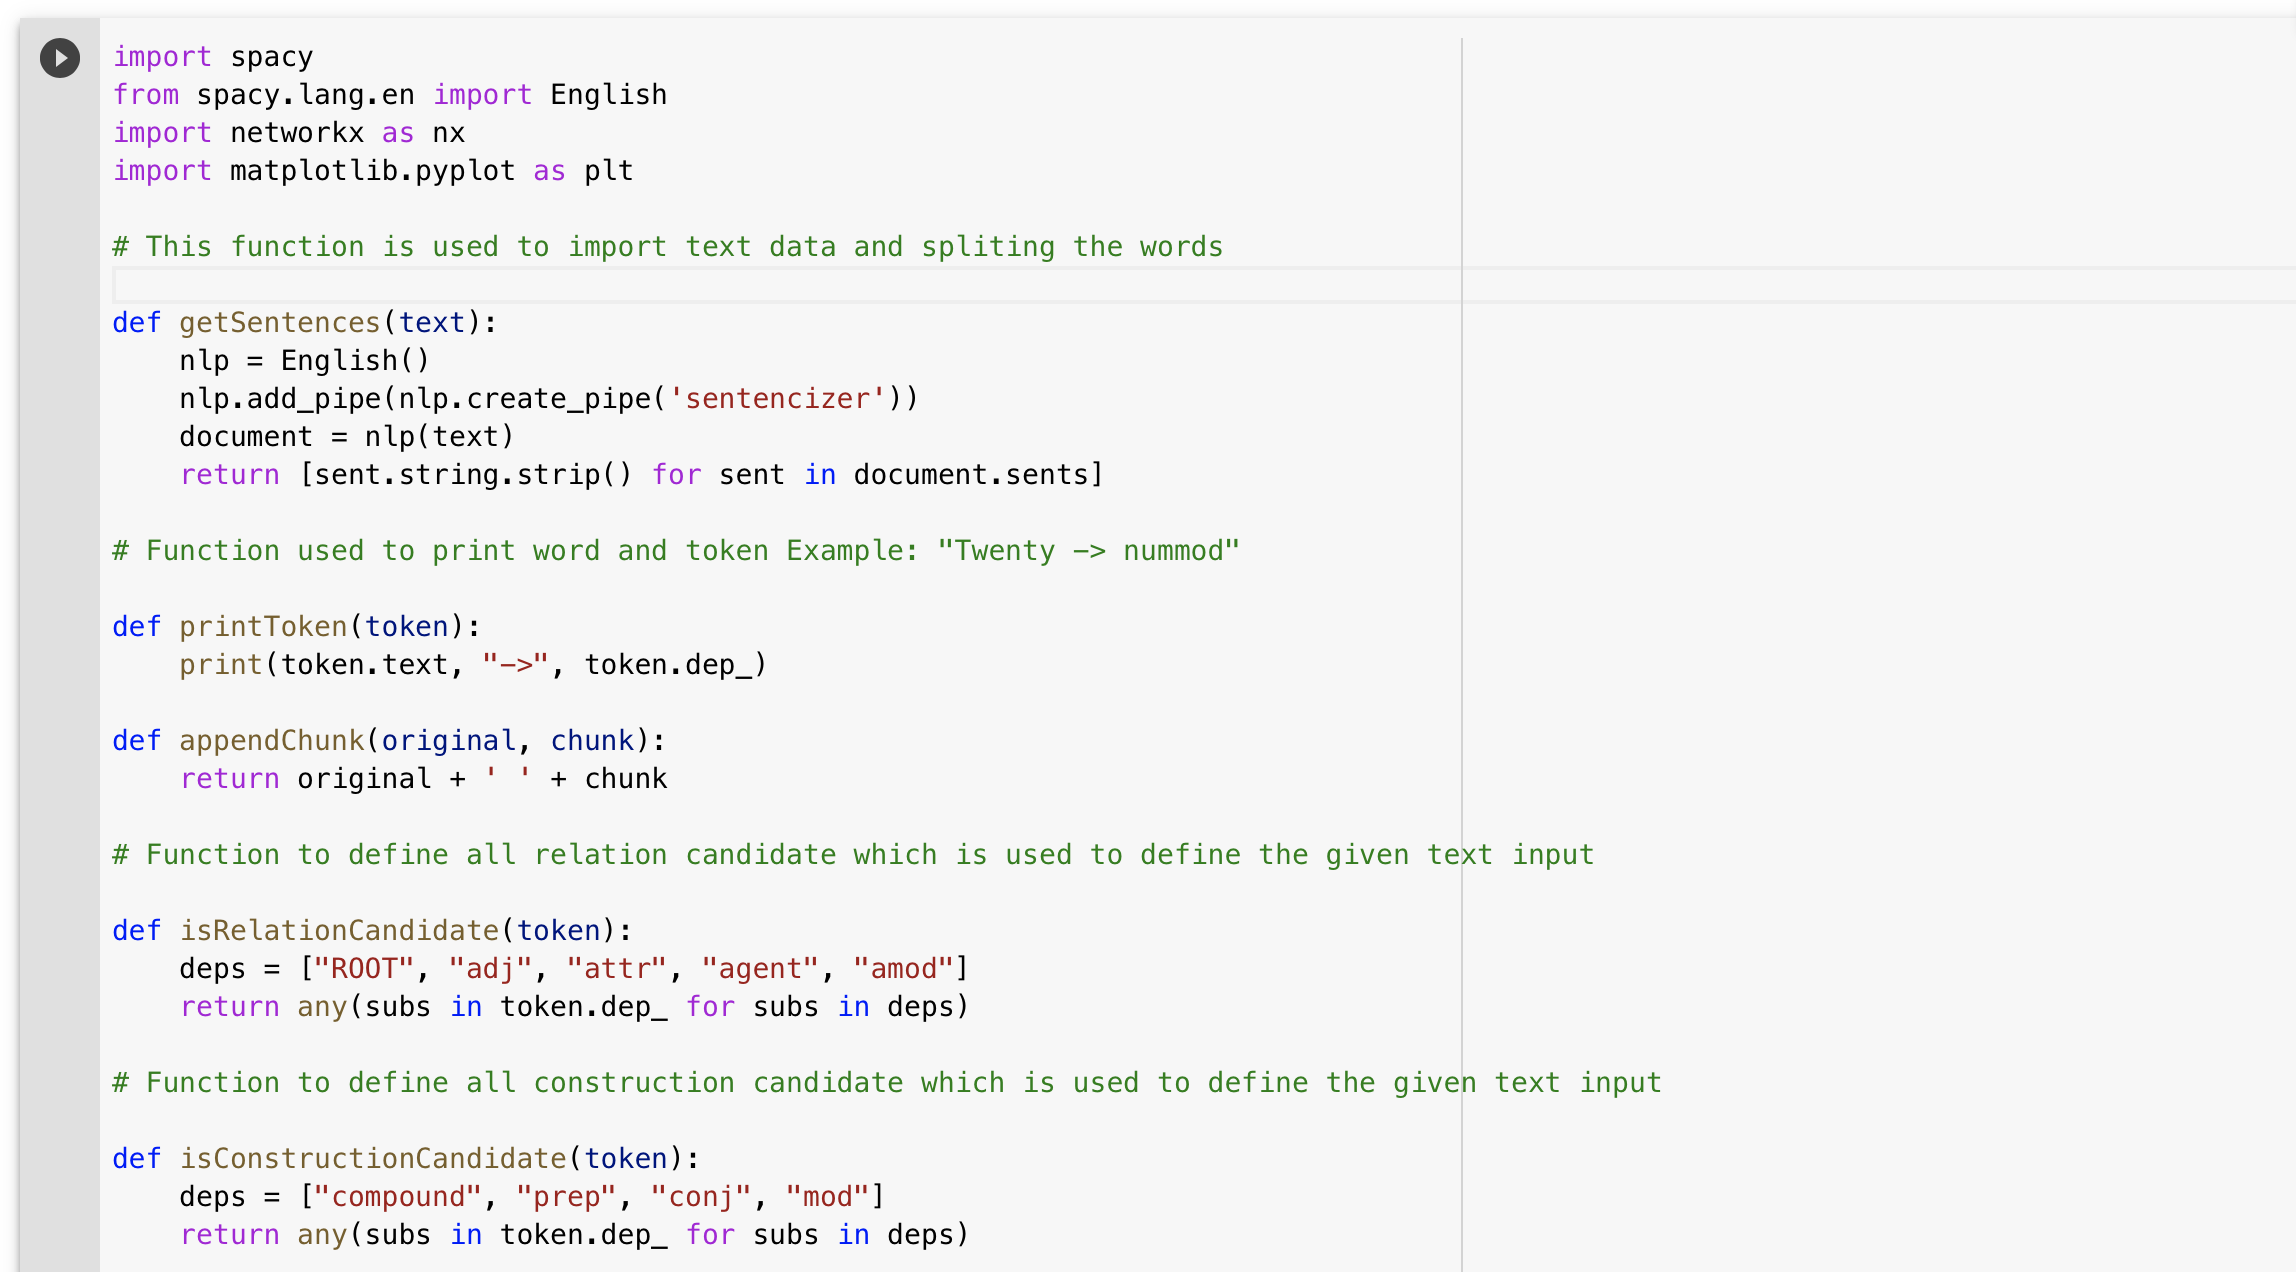 import spacy
from spacy.lang.en import English
import networkx as nx
import matplotlib.pyplot as plt

# This function is used to import text data and spliting the words

def getSentences(text):
    nlp = English()
    nlp.add_pipe(nlp.create_pipe('sentencizer'))
    document = nlp(text)
    return [sent.string.strip() for sent in document.sents]

# Function used to print word and token Example: "Twenty -> nummod"

def printToken(token):
    print(token.text, "->", token.dep_)

def appendChunk(original, chunk):
    return original + ' ' + chunk

# Function to define all relation candidate which is used to define the given text input

def isRelationCandidate(token):
    deps = ["ROOT", "adj", "attr", "agent", "amod"]
    return any(subs in token.dep_ for subs in deps)

# Function to define all construction candidate which is used to define the given text input

def isConstructionCandidate(token):
    deps = ["compound", "prep", "conj", "mod"]
    return any(subs in token.dep_ for subs in deps)